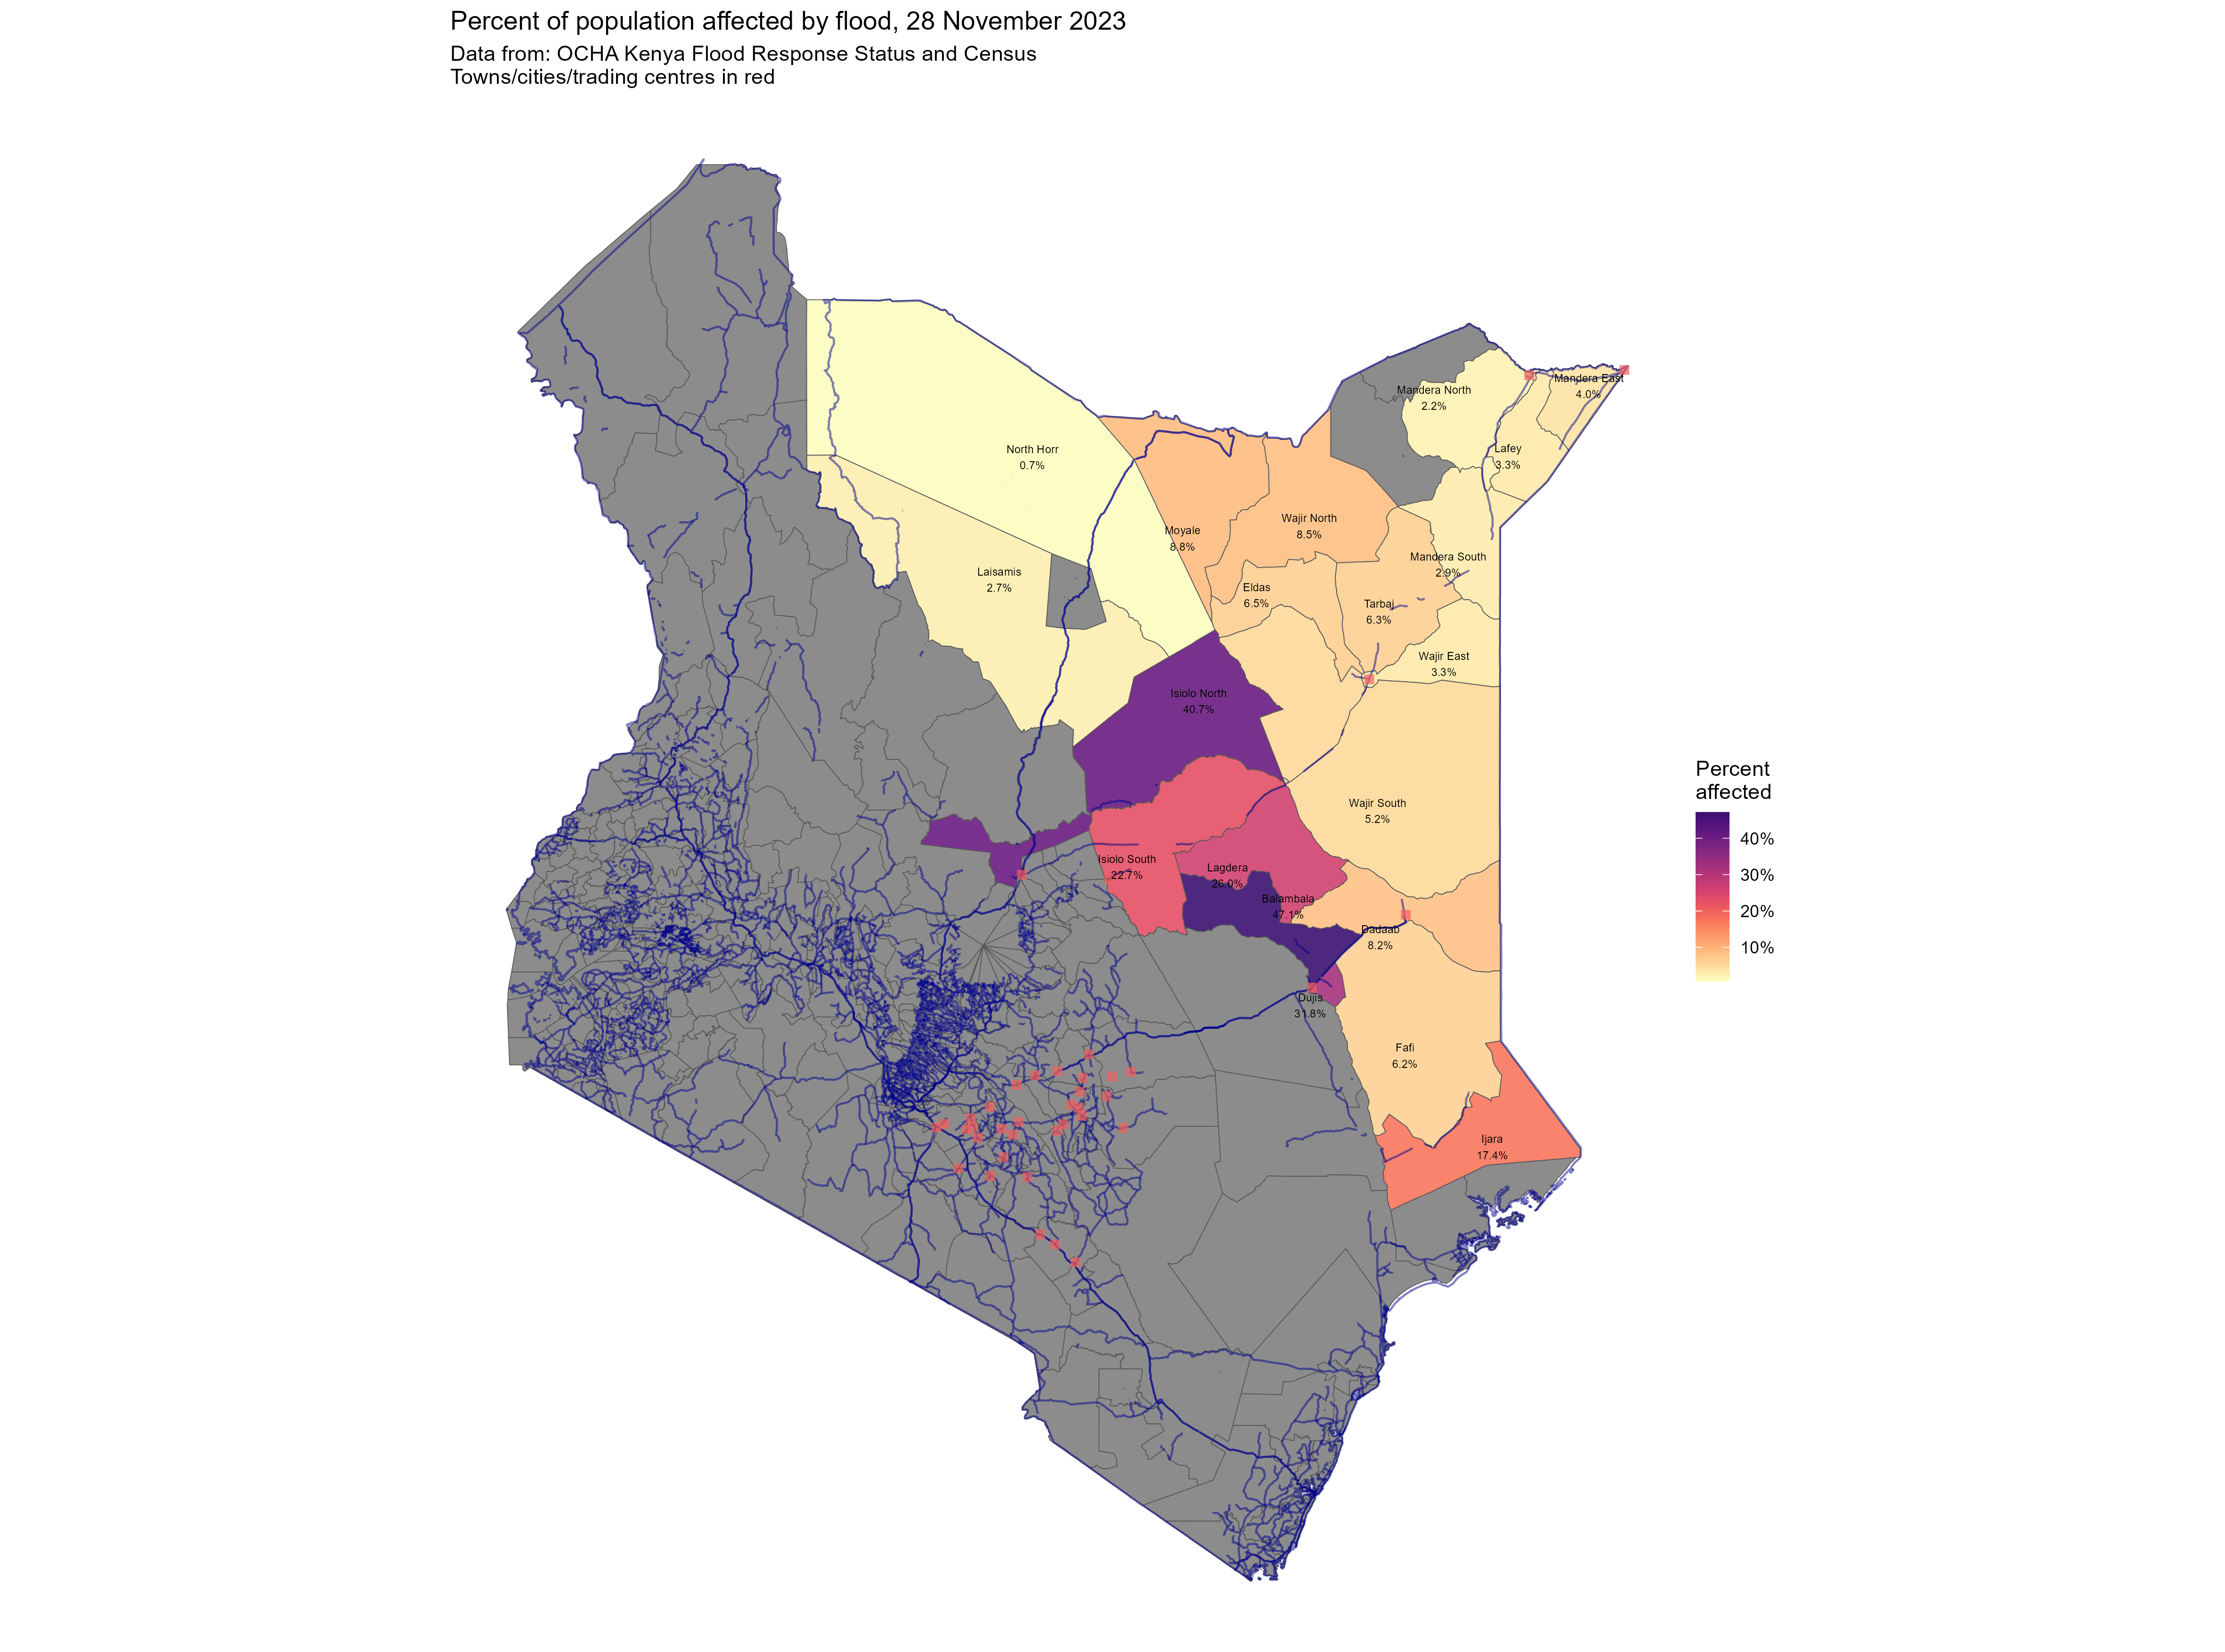 Percent of population affected by flood, 28 November 2023
Data from: OCHA Kenya Flood Response Status and Census
Towns/cities/trading centres in red
Mandera East
4.0%
Mandera North
2.2%
North Horr
0.7%
Lafey
3.3%
Wajir North
8.5%
Moyale
8.8%
Mandera South
2.9%
Laisamis
2.7%
Eldas
6.5%
Tarbaj
6.3%
Wajir East
3.3%
Isiolo North
40.7%
Wajir South
5.2%
Isiolo South
22.7%
Lagdera
26.0%
Balambala
47.1%
Dadaab
8.2%
Dujis
31.8%
Fafi
6.2%
Ijara
17.4%
Percent
affected
40%
30%
20%
10%